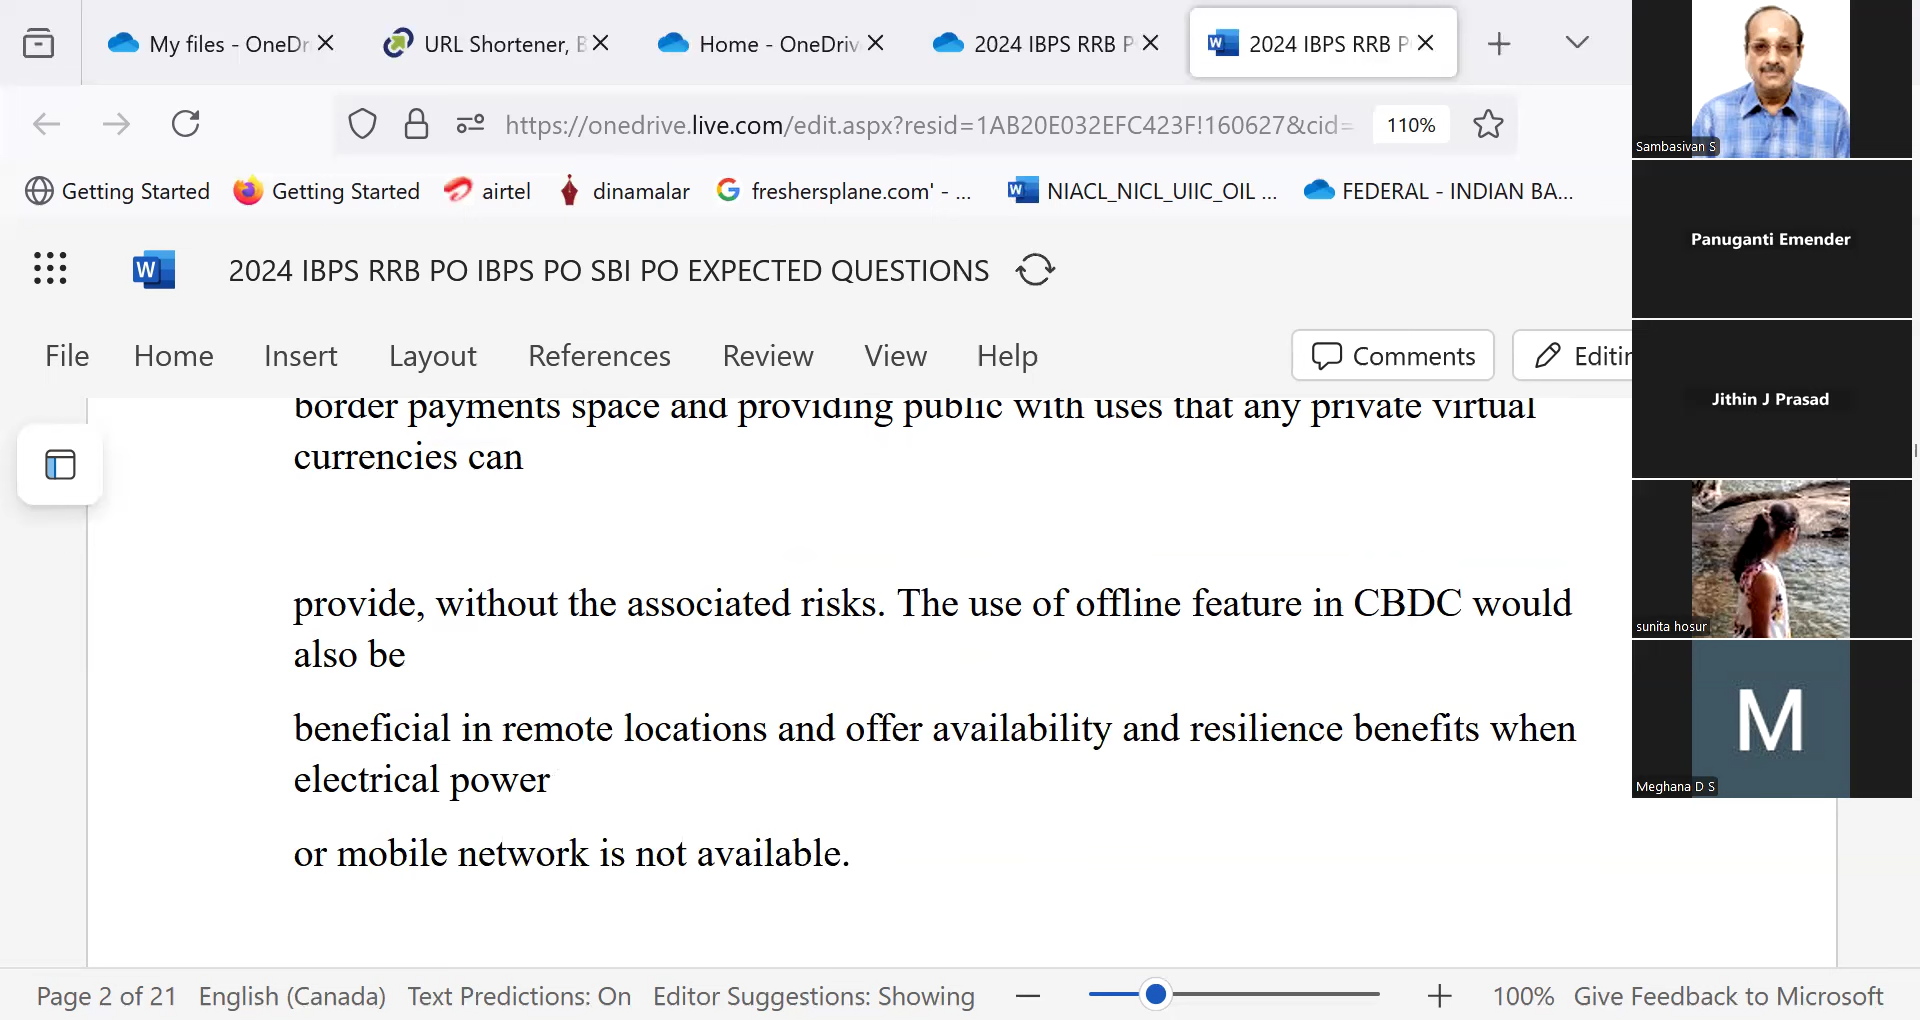 My files - OneDr
URL Shortener, B
Home - OneDriv
2024 IBPS RRB P
2024 IBPS RRB P
https://onedrive.live.com/edit.aspx?resid=1AB20E032EFC423F!160627&cid=
110%
Getting Started
Getting Started
airtel
dinamalar
freshersplane.com' - ...
NIACL_NICL_UIIC_OIL ...
FEDERAL - INDIAN BA...
2024 IBPS RRB PO IBPS PO SBI PO EXPECTED QUESTIONS
File Home Insert Layout References Review View Help
Comments
Editin
border payments space and providing public with uses that any private virtual
currencies can
provide, without the associated risks. The use of offline feature in CBDC would
also be
beneficial in remote locations and offer availability and resilience benefits when
electrical power
or mobile network is not available.
Page 2 of 21 English (Canada) Text Predictions: On Editor Suggestions: Showing
100% Give Feedback to Microsoft
Sambasivan S
Panuganti Emender
Jithin J Prasad
sunita hosur
M
Meghana D S